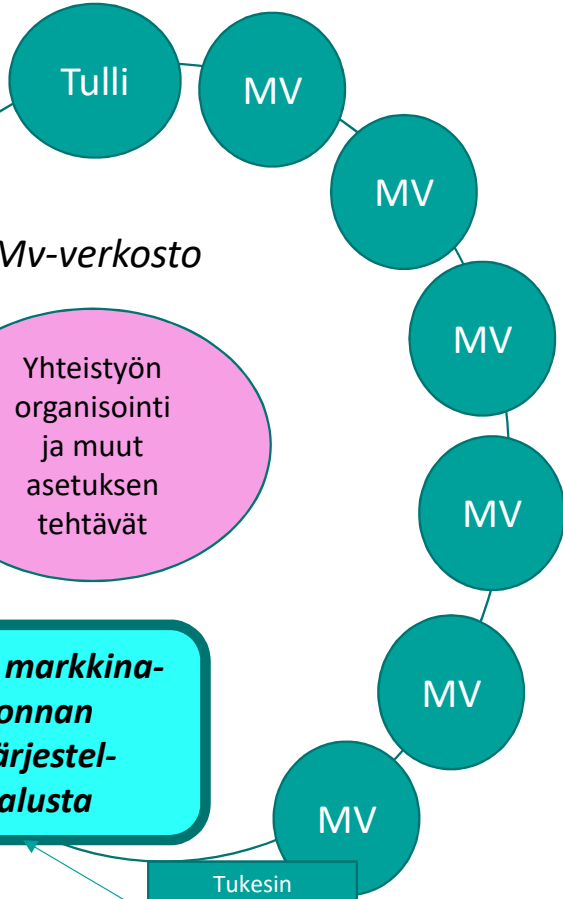 Tulli
MV
MV
Mv-verkosto
MV
Yhteistyön
organisointi
ja muut
asetuksen
tehtävät
MV
markkina-
onnan
ärjestel-
alusta
MV
MV
Tukesin